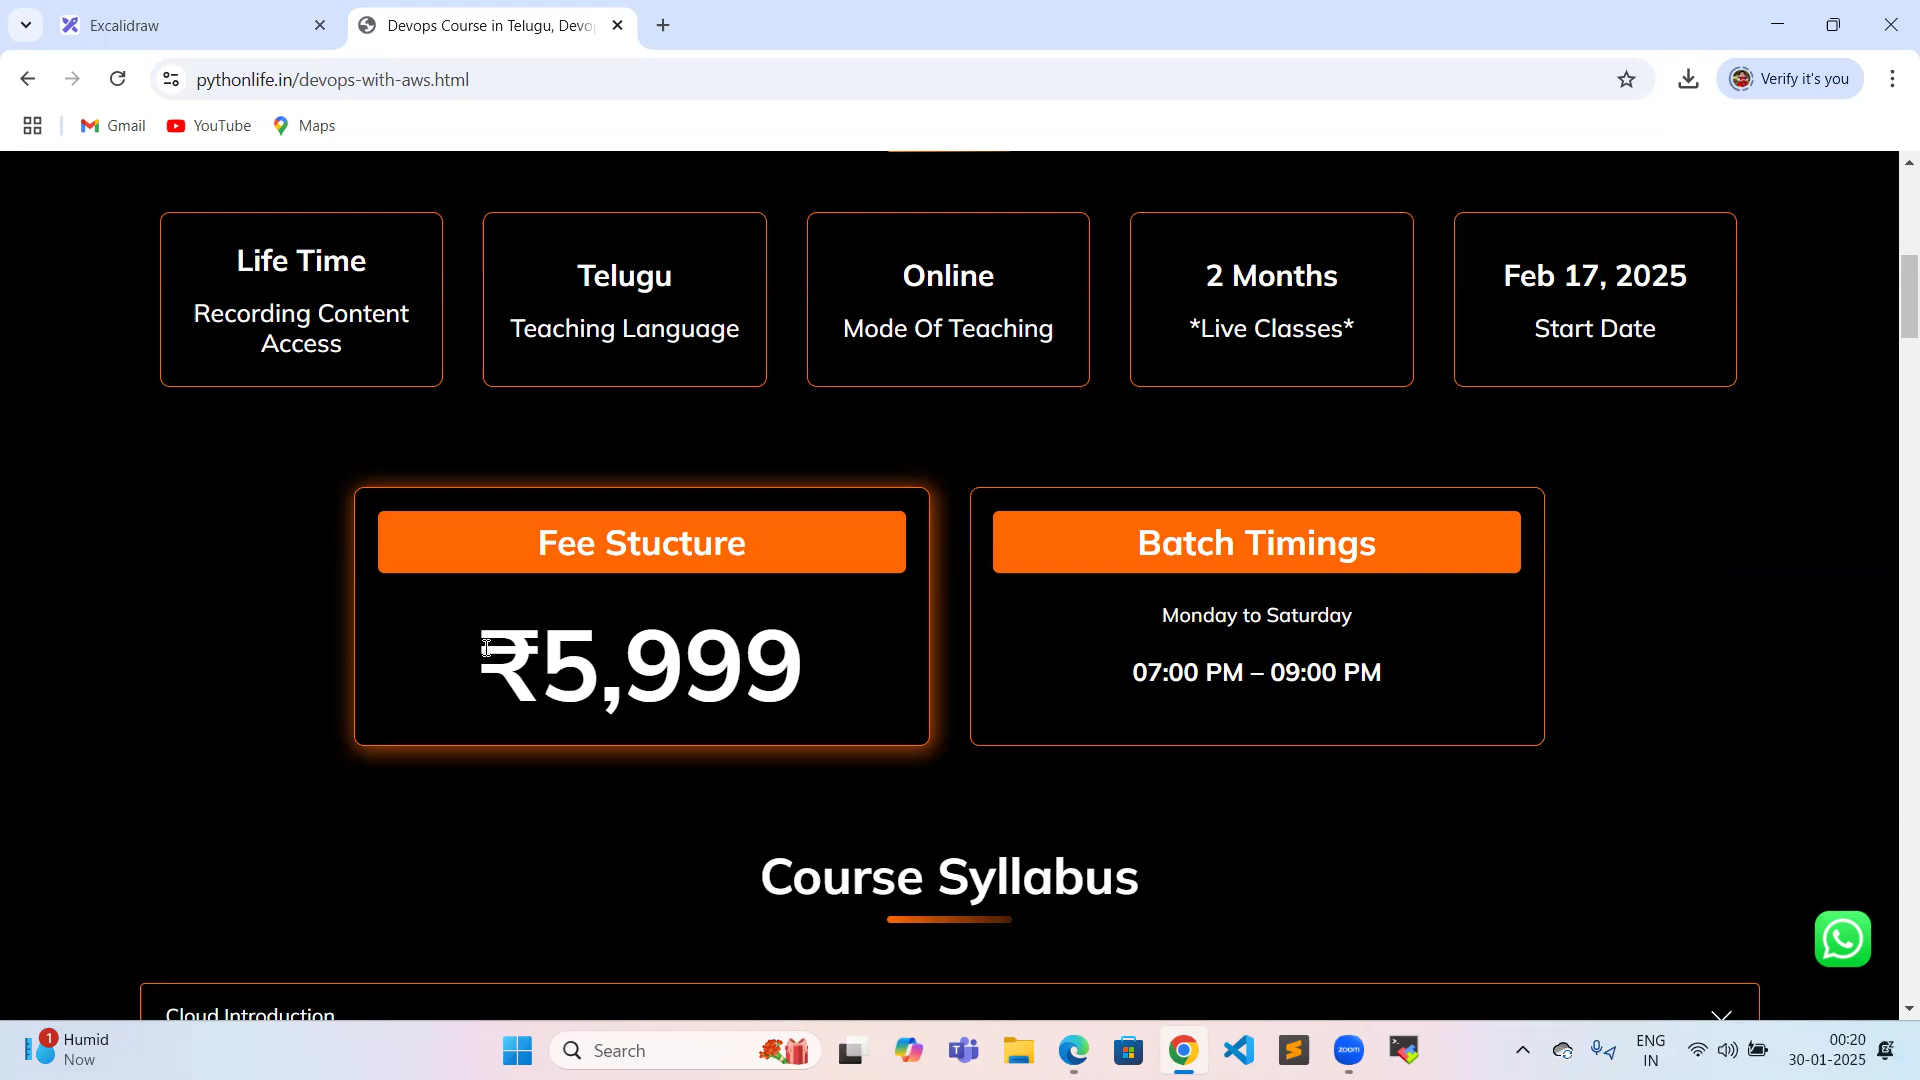 Excalidraw
Devops Course in Telugu, Devo
pythonlife.in/devops-with-aws.html
Verify it's you
Gmail
YouTube
Maps
Life Time
Recording Content
Access
Telugu
Teaching Language
Online
Mode Of Teaching
2 Months
*Live Classes*
Feb 17, 2025
Start Date
Fee Stucture
₹5,999
Batch Timings
Monday to Saturday
07:00 PM – 09:00 PM
Course Syllabus
Cloud Introduction
1
Humid
Now
Search
zoom
ENG
IN
00:20
30-01-2025